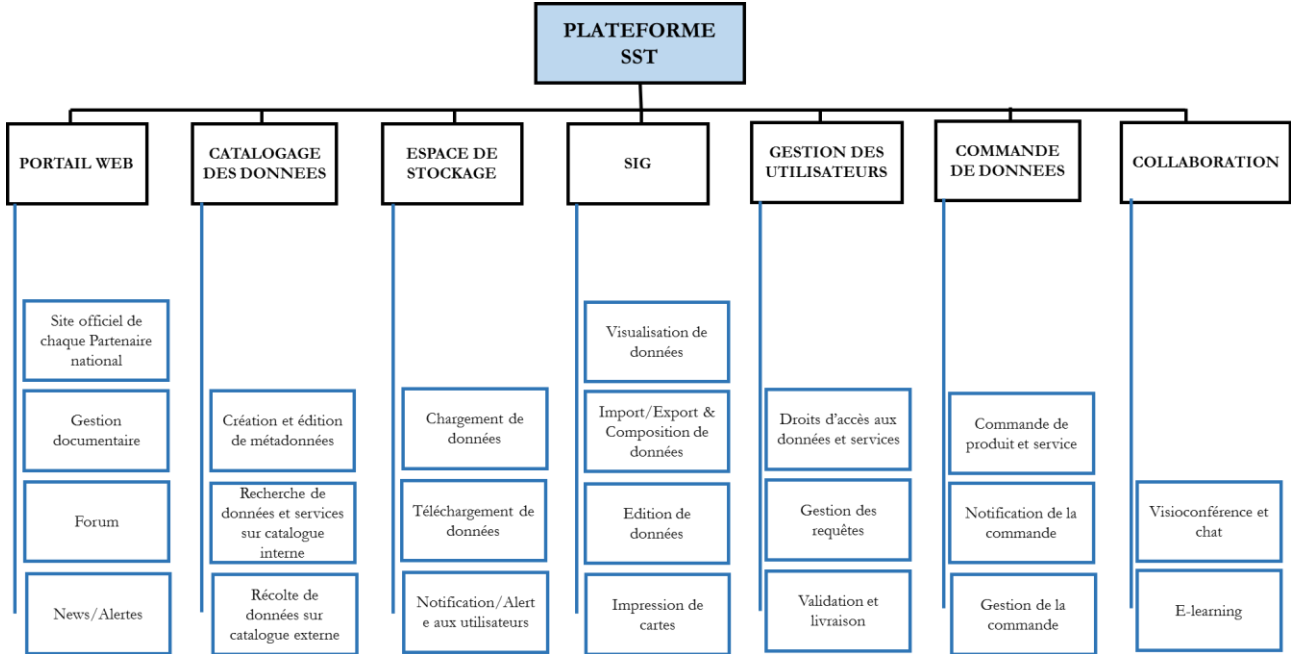 PLATEFORME
SST
PORTAIL WEB
CATALOGAGE
DES DONNEES
ESPACE DE
STOCKAGE
SIG
GESTION DES
UTILISATEURS
COMMANDE
DE DONNEES
COLLABORATION
Site officiel de
chaque Partenaire
national
Gestion
documentaire
Forum
News/Alertes
Création et édition
de métadonnées
Recherche de
données et services
sur catalogue
interne
Récolte de
données sur
catalogue externe
Chargement de
données
Téléchargement de
données
Notification/Alert
e aux utilisateurs
Visualisation de
données
Import/Export &
Composition de
données
Edition de
données
Impression de
cartes
Droits d'accès aux
données et services
Gestion des
requêtes
Validation et
livraison
Commande de
produit et service
Notification de la
commande
Gestion de la
commande
Visioconférence et
chat
E-learning